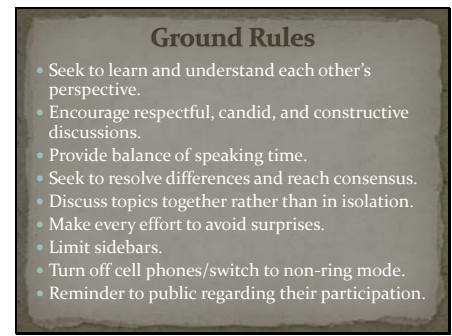 Ground Rules
• Seek to learn and understand each other's
perspective.
• Encourage respectful, candid, and constructive
discussions.
• Provide balance of speaking time.
• Seek to resolve differences and reach consensus.
• Discuss topics together rather than in isolation.
• Make every effort to avoid surprises.
• Limit sidebars.
• Turn off cell phones/switch to non-ring mode.
• Reminder to public regarding their participation.